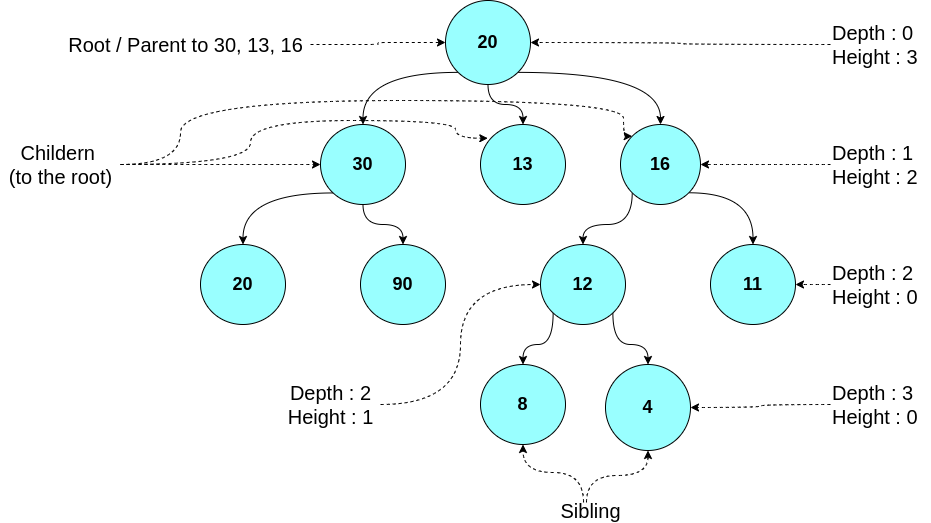 20
Root / Parent to 30, 13, 16
Depth : 0
Height : 3
Childern
(to the root)
30
13
16
Depth : 1
Height : 2
20
90
12
11
Depth : 2
Height : 0
Depth : 2
Height : 1
8
4
Depth : 3
Height : 0
Sibling